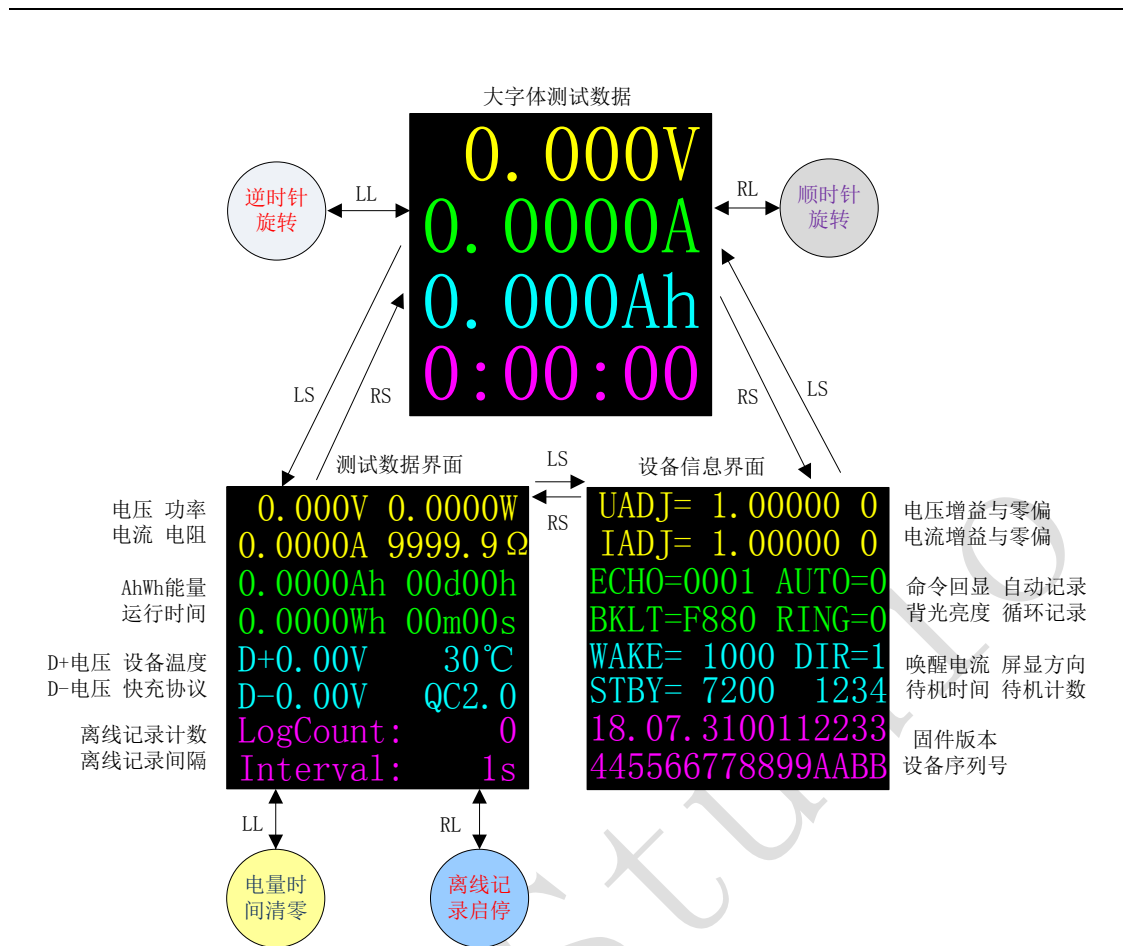 大字体测试数据
0.000V
0.0000A
0.000Ah
0:00:00
逆时针
旋转
LL
RL
顺时针
旋转
LS
RS
RS
LS
测试数据界面
LS
RS
设备信息界面
电压 功率
电流 电阻
AhWh能量
运行时间
D+电压 设备温度
D-电压 快充协议
离线记录计数
离线记录间隔
0.000V 0.0000W
0.0000A 9999.9Ω
0.0000Ah 00d00h
0.0000Wh 00m00s
D+0.00V 30℃
D-0.00V QC2.0
LogCount: 0
Interval: 1s
UADJ= 1.00000 0
IADJ= 1.00000 0
ECHO=0001 AUTO=0
BKLT=F880 RING=0
WAKE= 1000 DIR=1
STBY= 7200 1234
18.07.3100112233
445566778899AABB
电压增益与零偏
电流增益与零偏
命令回显 自动记录
背光亮度 循环记录
唤醒电流 屏显方向
待机时间 待机计数
固件版本
设备序列号
LL
RL
电量时
间清零
离线记
录启停